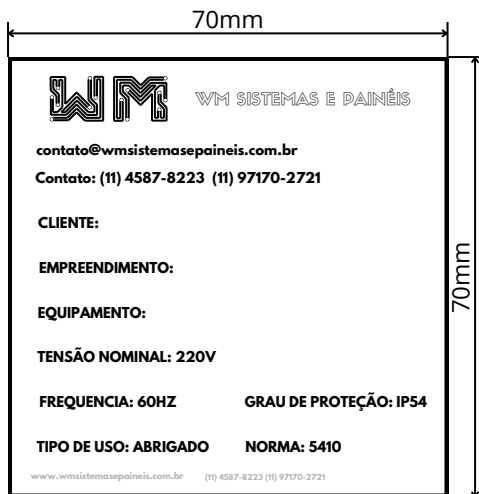 70mm
WM WM SISTEMAS E PAINÉIS
contato@wmsistemasepaineis.com.br
Contato: (11) 4587-8223 (11) 97170-2721
CLIENTE:
EMPREENDIMENTO:
EQUIPAMENTO:
70mm
TENSÃO NOMINAL: 220V
FREQUENCIA: 60HZ GRAU DE PROTEÇÃO: IP54
TIPO DE USO: ABRIGADO NORMA: 5410
www.wmsistemasepaineis.com.br (11) 4587-8223 (11) 97170-2721